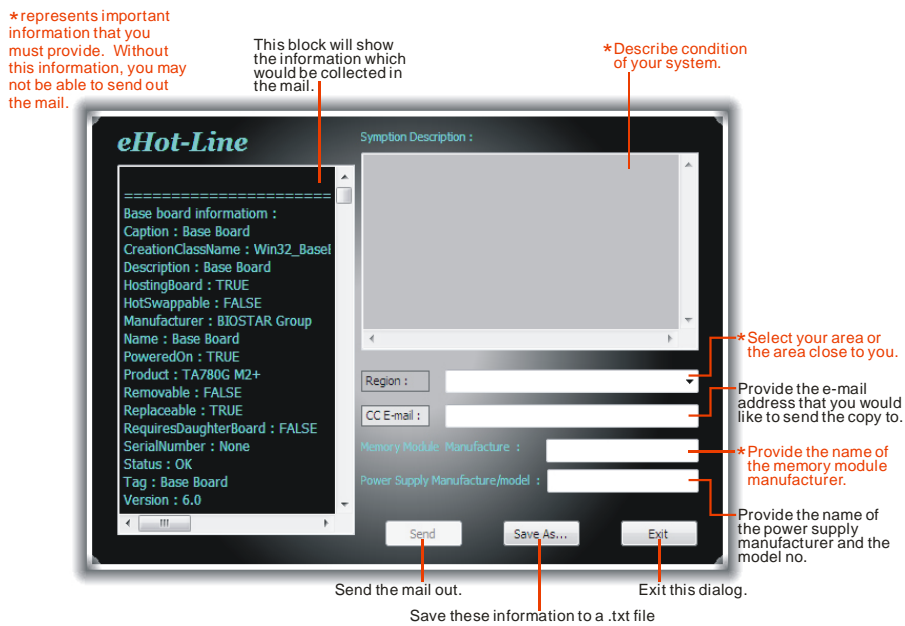 *represents important
information that you
must provide. Without
this information, you may
not be able to send out
the mail.
This block will show
the information which
would be collected in
the mail.
*Describe condition
of your system.
eHot-Line
Symption Description :
=======================
Base board informatiom :
Caption : Base Board
CreationClassName : Win32_BaseI
Description : Base Board
HostingBoard : TRUE
HotSwappable : FALSE
Manufacturer : BIOSTAR Group
Name : Base Board
PoweredOn : TRUE
Product : TA780G M2+
Removable : FALSE
Replaceable : TRUE
RequiresDaughterBoard : FALSE
SerialNumber : None
Status : OK
Tag : Base Board
Version : 6.0
Region :
CC E-mail :
Memory Module Manufacture :
Power Supply Manufacture/model :
*Select your area or
the area close to you.
Provide the e-mail
address that you would
like to send the copy to.
*Provide the name of
the memory module
manufacturer.
Provide the name of
the power supply
manufacturer and the
model no.
Send
Save As...
Exit
Send the mail out.
Exit this dialog.
Save these information to a .txt file